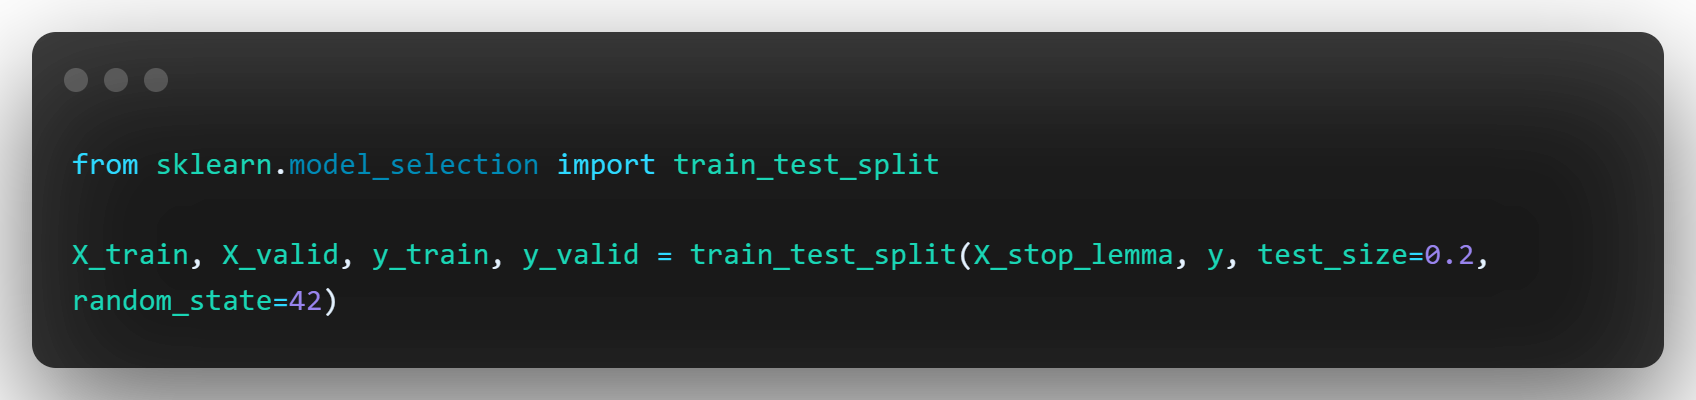 from sklearn.model_selection import train_test_split
X_train, X_valid, y_train, y_valid = train_test_split(X_stop_lemma, y, test_size=0.2,
random_state=42)